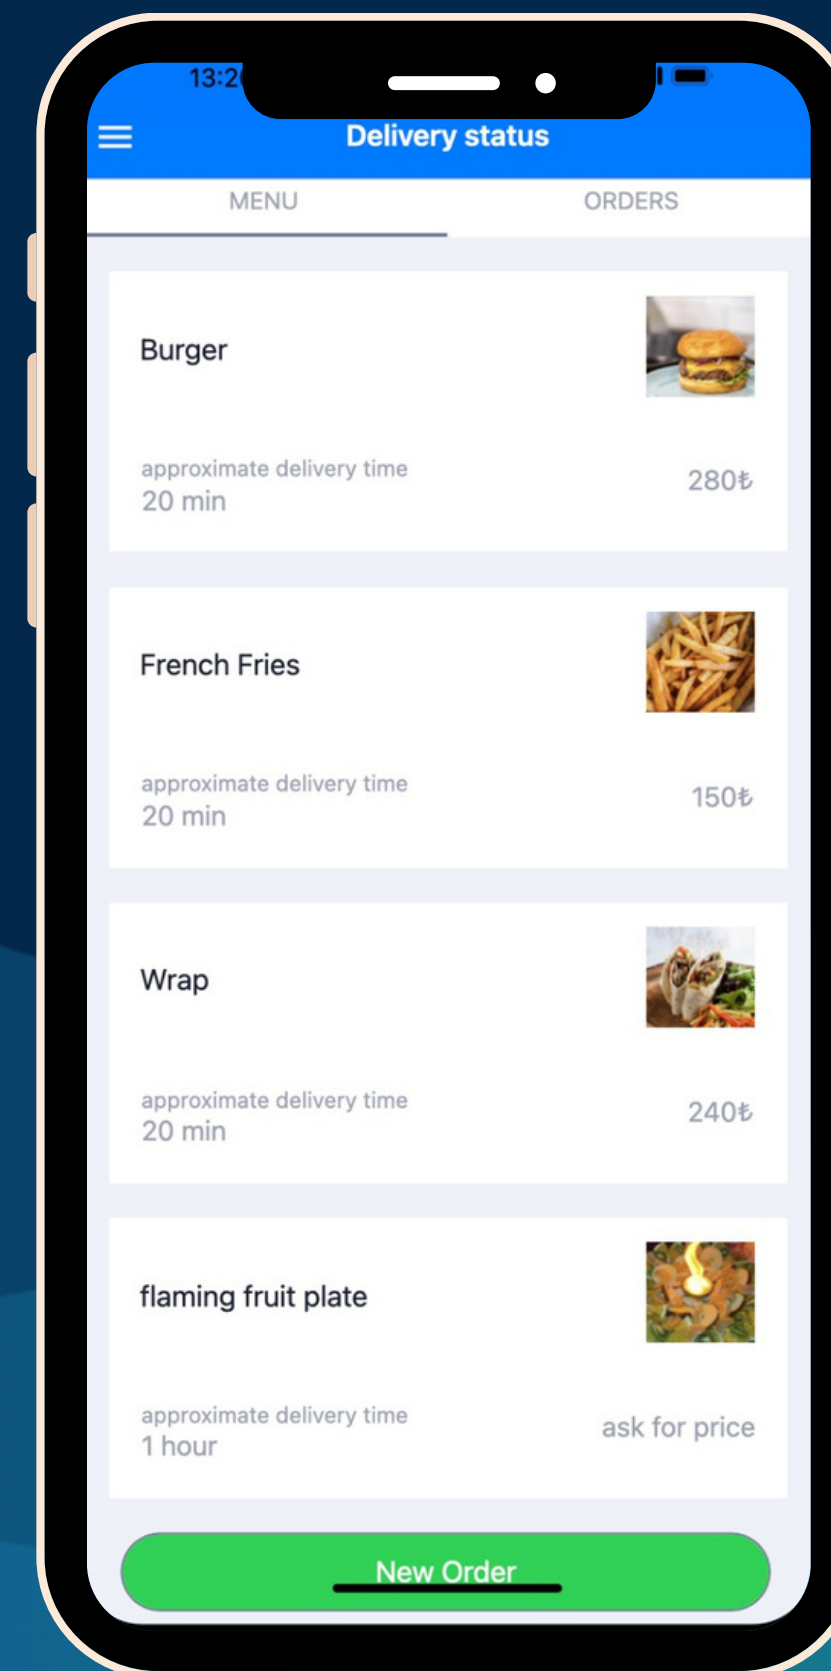 Delivery status
MENU
ORDERS
Burger
approximate delivery time
20 min
280₺
French Fries
approximate delivery time
20 min
150₺
Wrap
approximate delivery time
20 min
240₺
flaming fruit plate
approximate delivery time
1 hour
ask for price
New Order